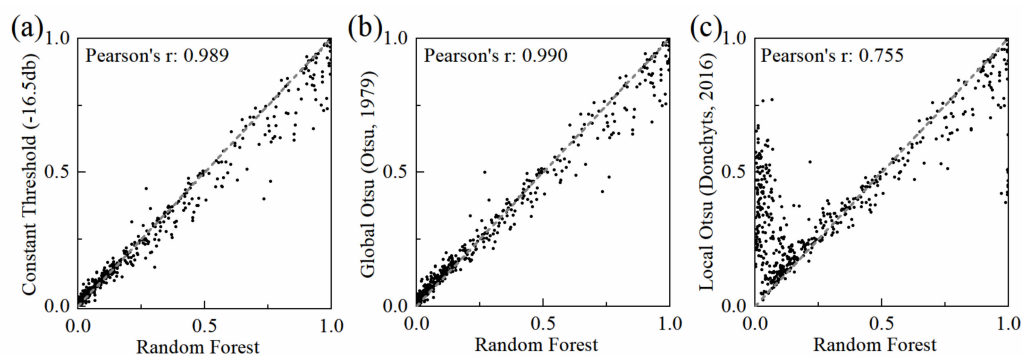 (a)
Pearson's r: 0.989
Constant Threshold (-16.5db)
1.0
0.5
0.0
0.0
0.5
1.0
Random Forest
(b)
Pearson's r: 0.990
Global Otsu (Otsu, 1979)
1.0
0.5
0.0
0.0
0.5
1.0
Random Forest
(c)
Pearson's r: 0.755
Local Otsu (Donchyts, 2016)
1.0
0.5
0.0
0.0
0.5
1.0
Random Forest